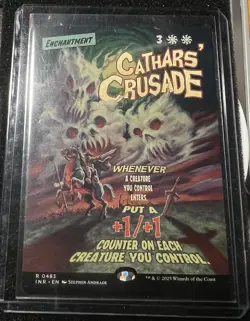 ENCHANTMENT
3
CATHARS'
CRUSADE
WHENEVER
A CREATURE
YOU CONTROL
ENTERS,
PUT A
+1/+1
COUNTER ON EACH
CREATURE YOU CONTROL.
R 0483
INR • EN STEPHEN ANDRADE
™ & © 2025 Wizards of the Coast